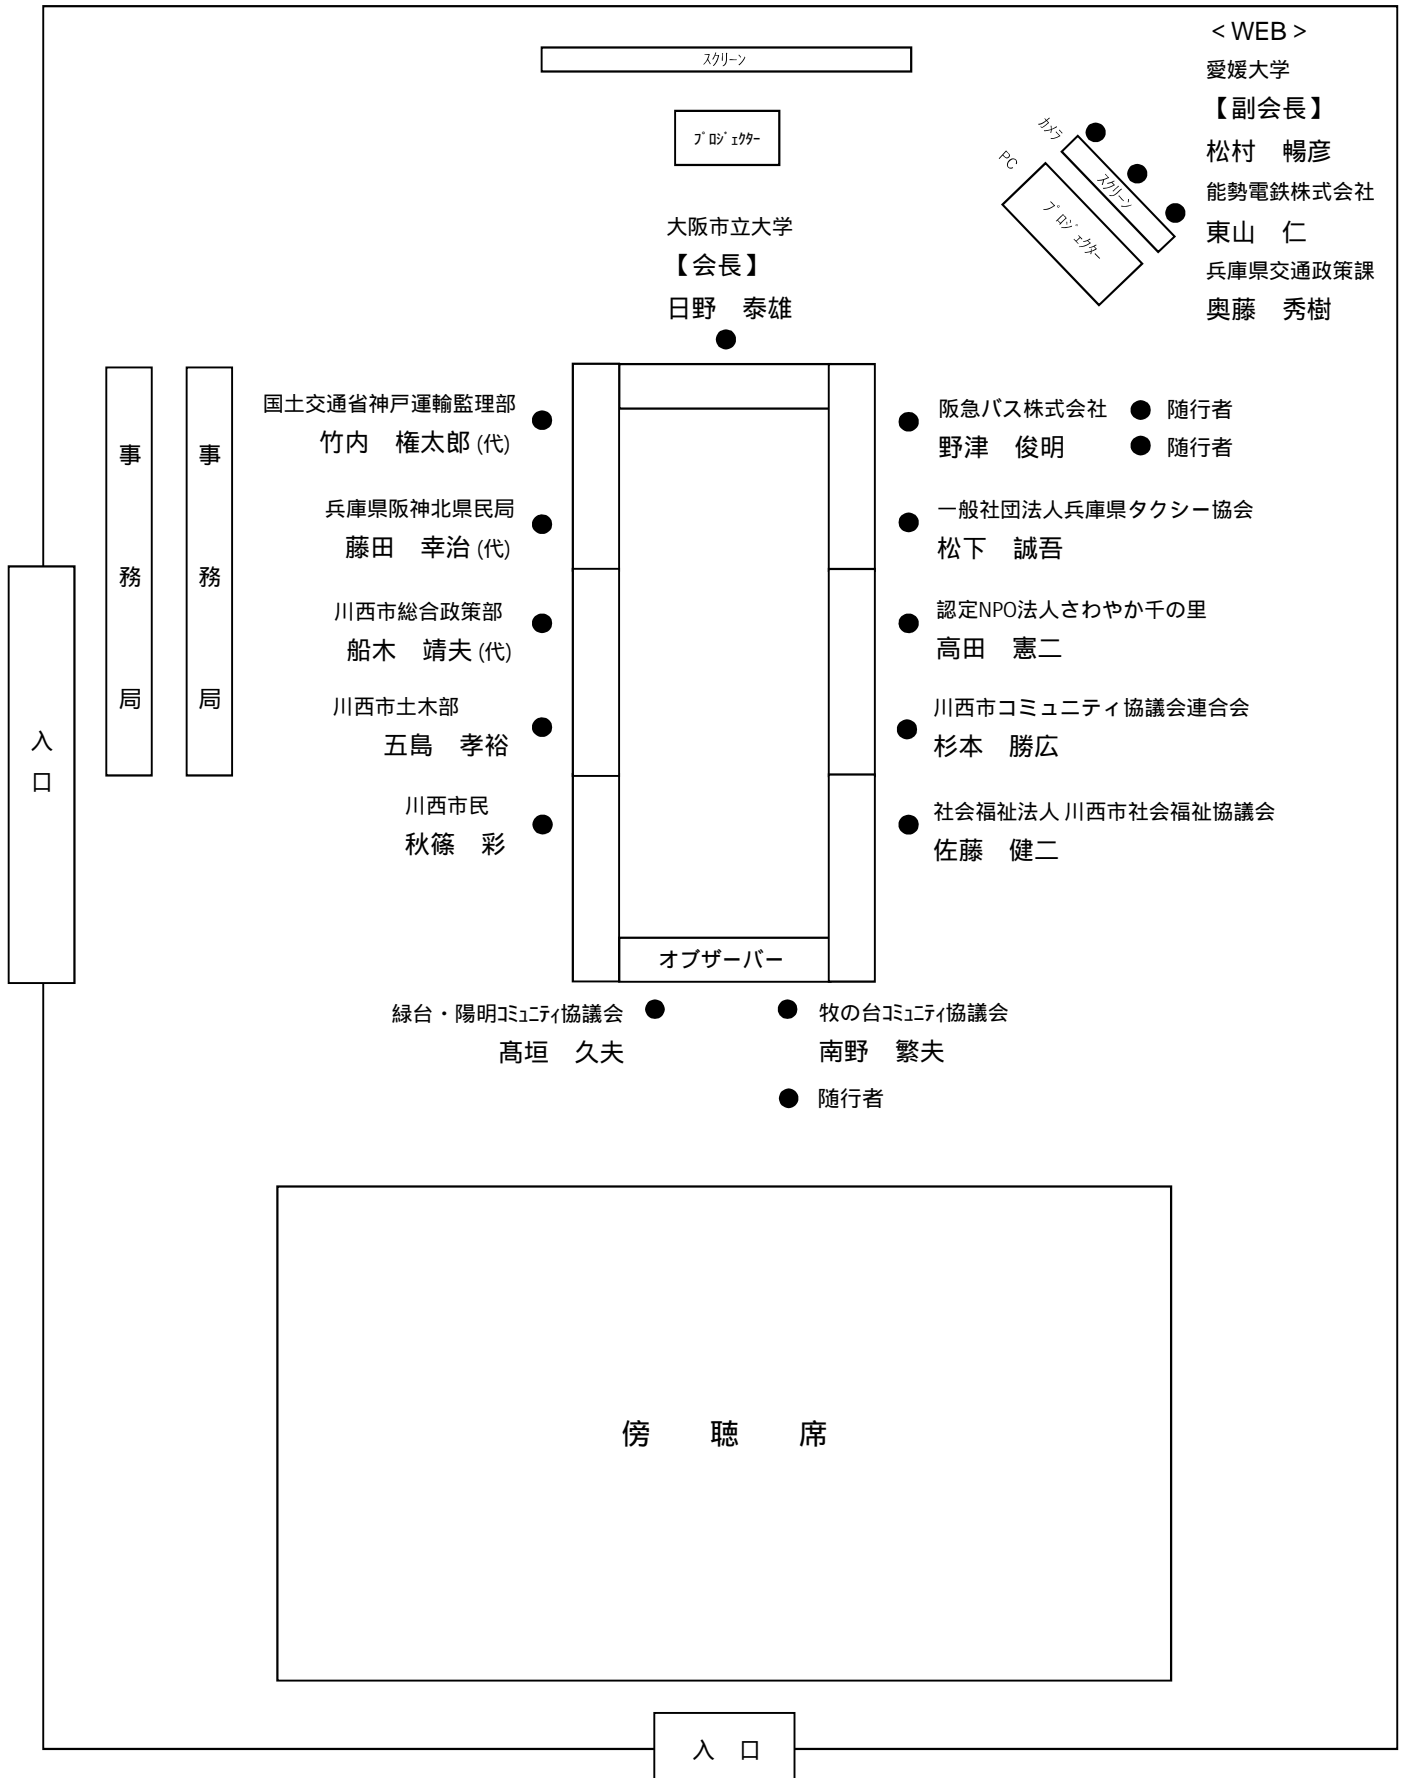 ＜WEB＞
愛媛大学
【副会長】
松村　暢彦
能勢電鉄株式会社
東山　仁
兵庫県交通政策課
奥藤　秀樹
ｽｸﾘｰﾝ
ﾌﾟﾛｼﾞｪｸﾀｰ
ｶﾒﾗ
PC
ｽｸﾘｰﾝ
ﾌﾟﾛｼﾞｪｸﾀｰ
大阪市立大学
【会長】
日野　泰雄
事務局
事務局
入口
国土交通省神戸運輸監理部
竹内　権太郎 (代)
兵庫県阪神北県民局
藤田　幸治 (代)
川西市総合政策部
船木　靖夫 (代)
川西市土木部
五島　孝裕
川西市民
秋篠　彩
阪急バス株式会社　● 随行者
野津　俊明　● 随行者
一般社団法人兵庫県タクシー協会
松下　誠吾
認定NPO法人さわやか千の里
高田　憲二
川西市コミュニティ協議会連合会
杉本　勝広
社会福祉法人 川西市社会福祉協議会
佐藤　健二
オブザーバー
緑台・陽明ｺﾐｭﾆﾃｨ協議会
髙垣　久夫
牧の台ｺﾐｭﾆﾃｨ協議会
南野　繁夫
● 随行者
傍　聴　席
入　口